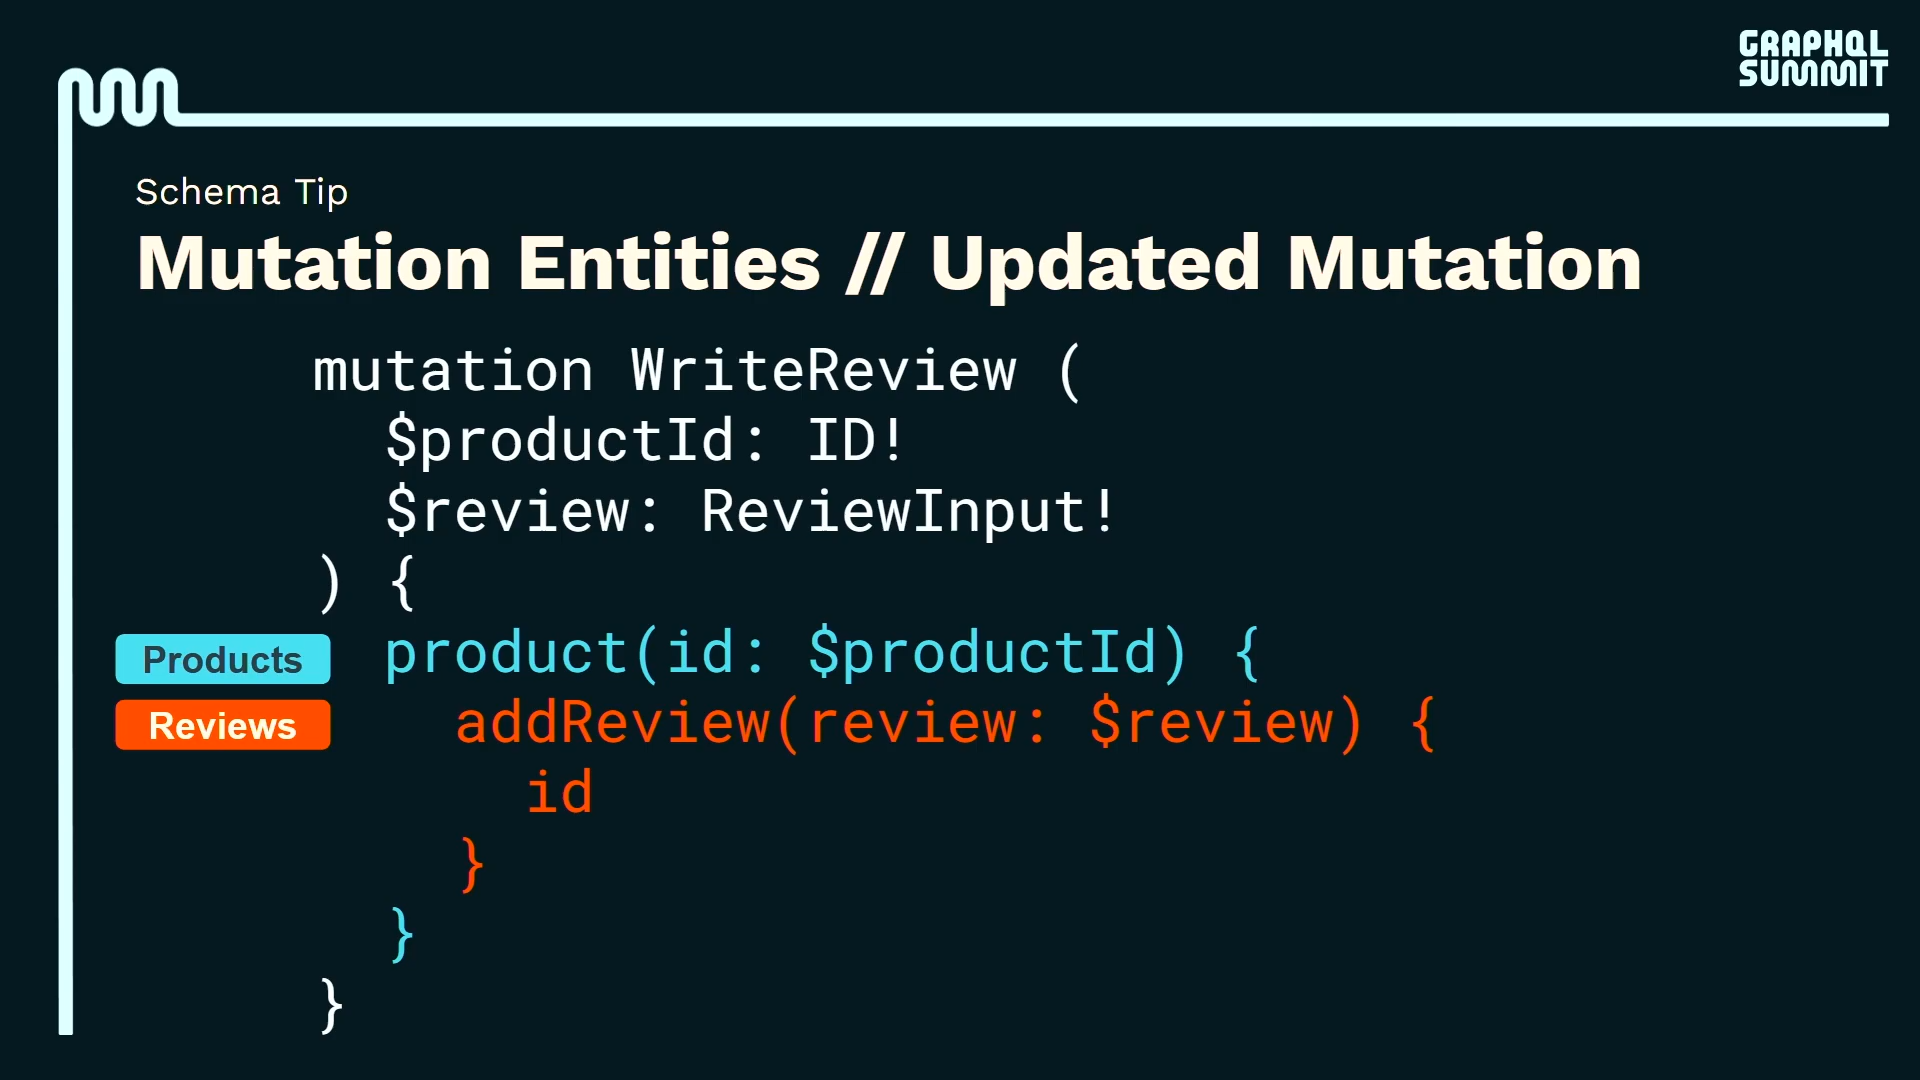 GRAPHQL
SUMMIT
Schema Tip
Mutation Entities // Updated Mutation
mutation WriteReview (
$productId: ID!
$review: ReviewInput!
) {
Products product(id: $productId) {
Reviews addReview(review: $review) {
id
}
}
}